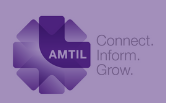 AMTIL
Connect.
Inform.
Grow.